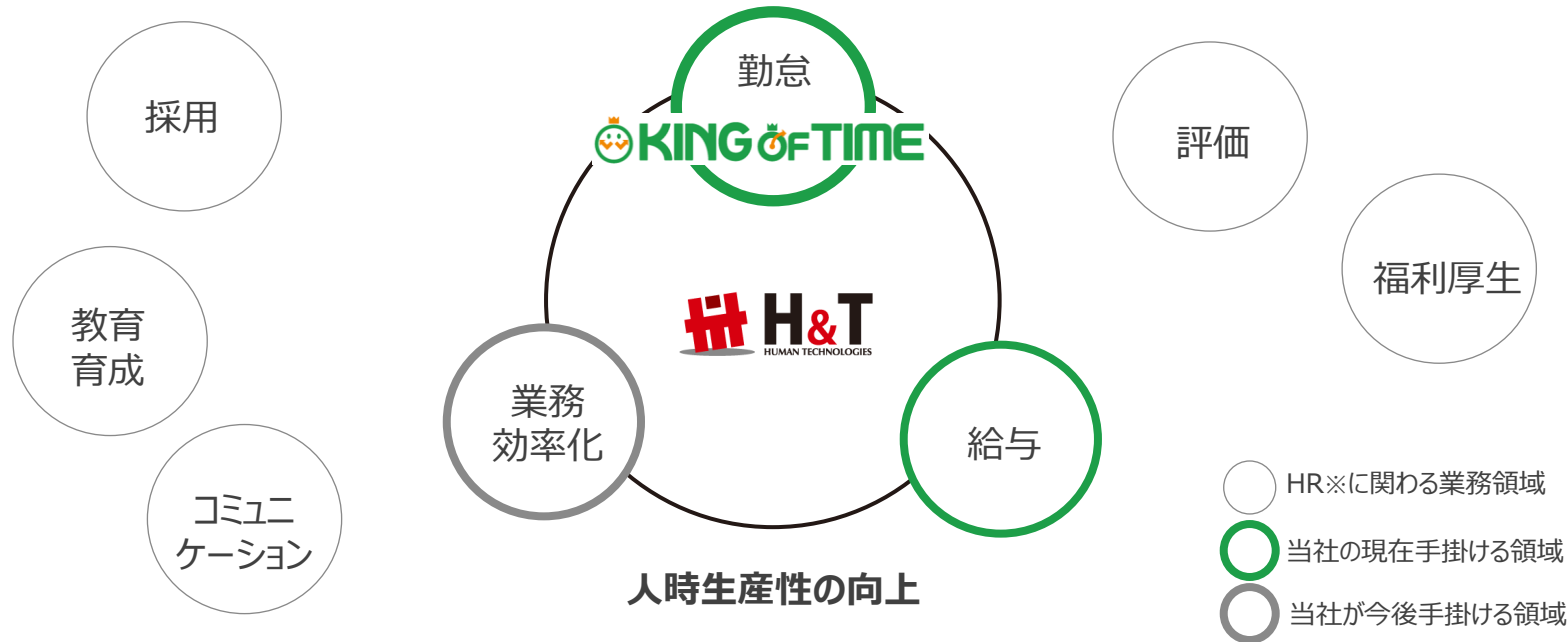 採用
教育
育成
コミュニ
ケーション
勤怠
KING OF TIME
H&T
HUMAN TECHNOLOGIES
業務
効率化
給与
人時生産性の向上
評価
福利厚生
HR※に関わる業務領域
当社の現在手掛ける領域
当社が今後手掛ける領域